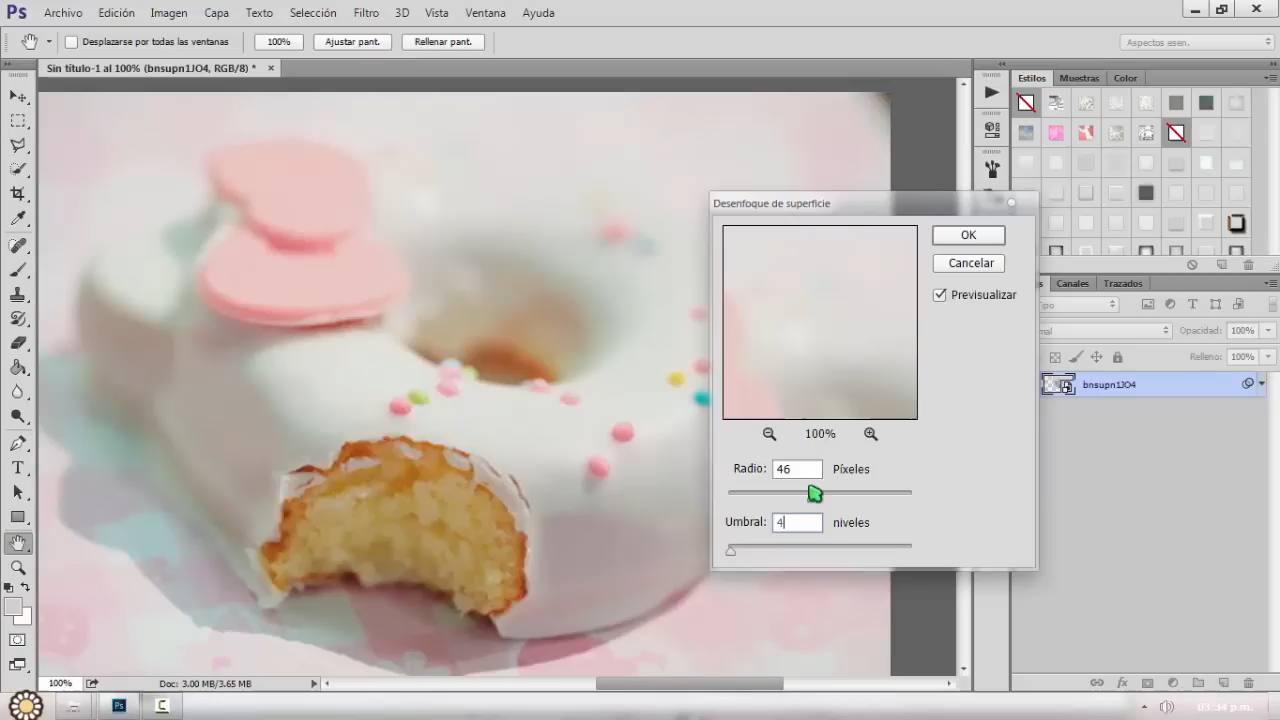 Archivo Edición Imagen Capa Texto Selección Filtro 3D Vista Ventana Ayuda
Desplazarse por todas las ventanas 100% Ajustar pant. Rellenar pant. Aspectos esen.
Sin título-1 al 100% (bnsupn1JO4, RGB/8) *
Estilos Muestras Color
Desenfoque de superficie
OK
Cancelar
Previsualizar
100%
Radio: 46 Píxeles
Umbral: 4 niveles
Canales Trazados
Tipo
Opacidad: 100%
Relleno: 100%
bnsupn1JO4
100% Doc: 3.00 MB/3.65 MB
Ps
03:34 p.m.